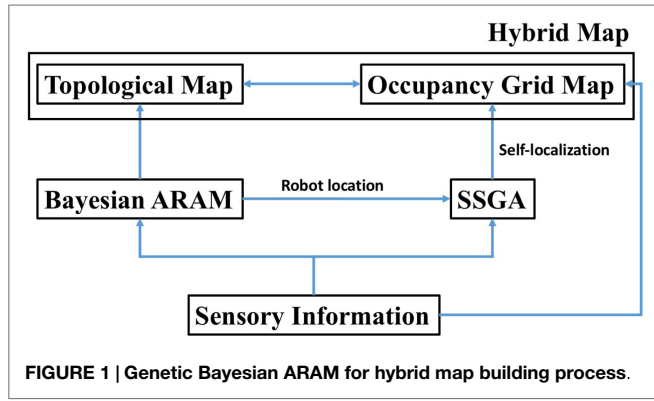 Hybrid Map
Topological Map
Occupancy Grid Map
Self-localization
Bayesian ARAM
Robot location
SSGA
Sensory Information
FIGURE 1 | Genetic Bayesian ARAM for hybrid map building process.